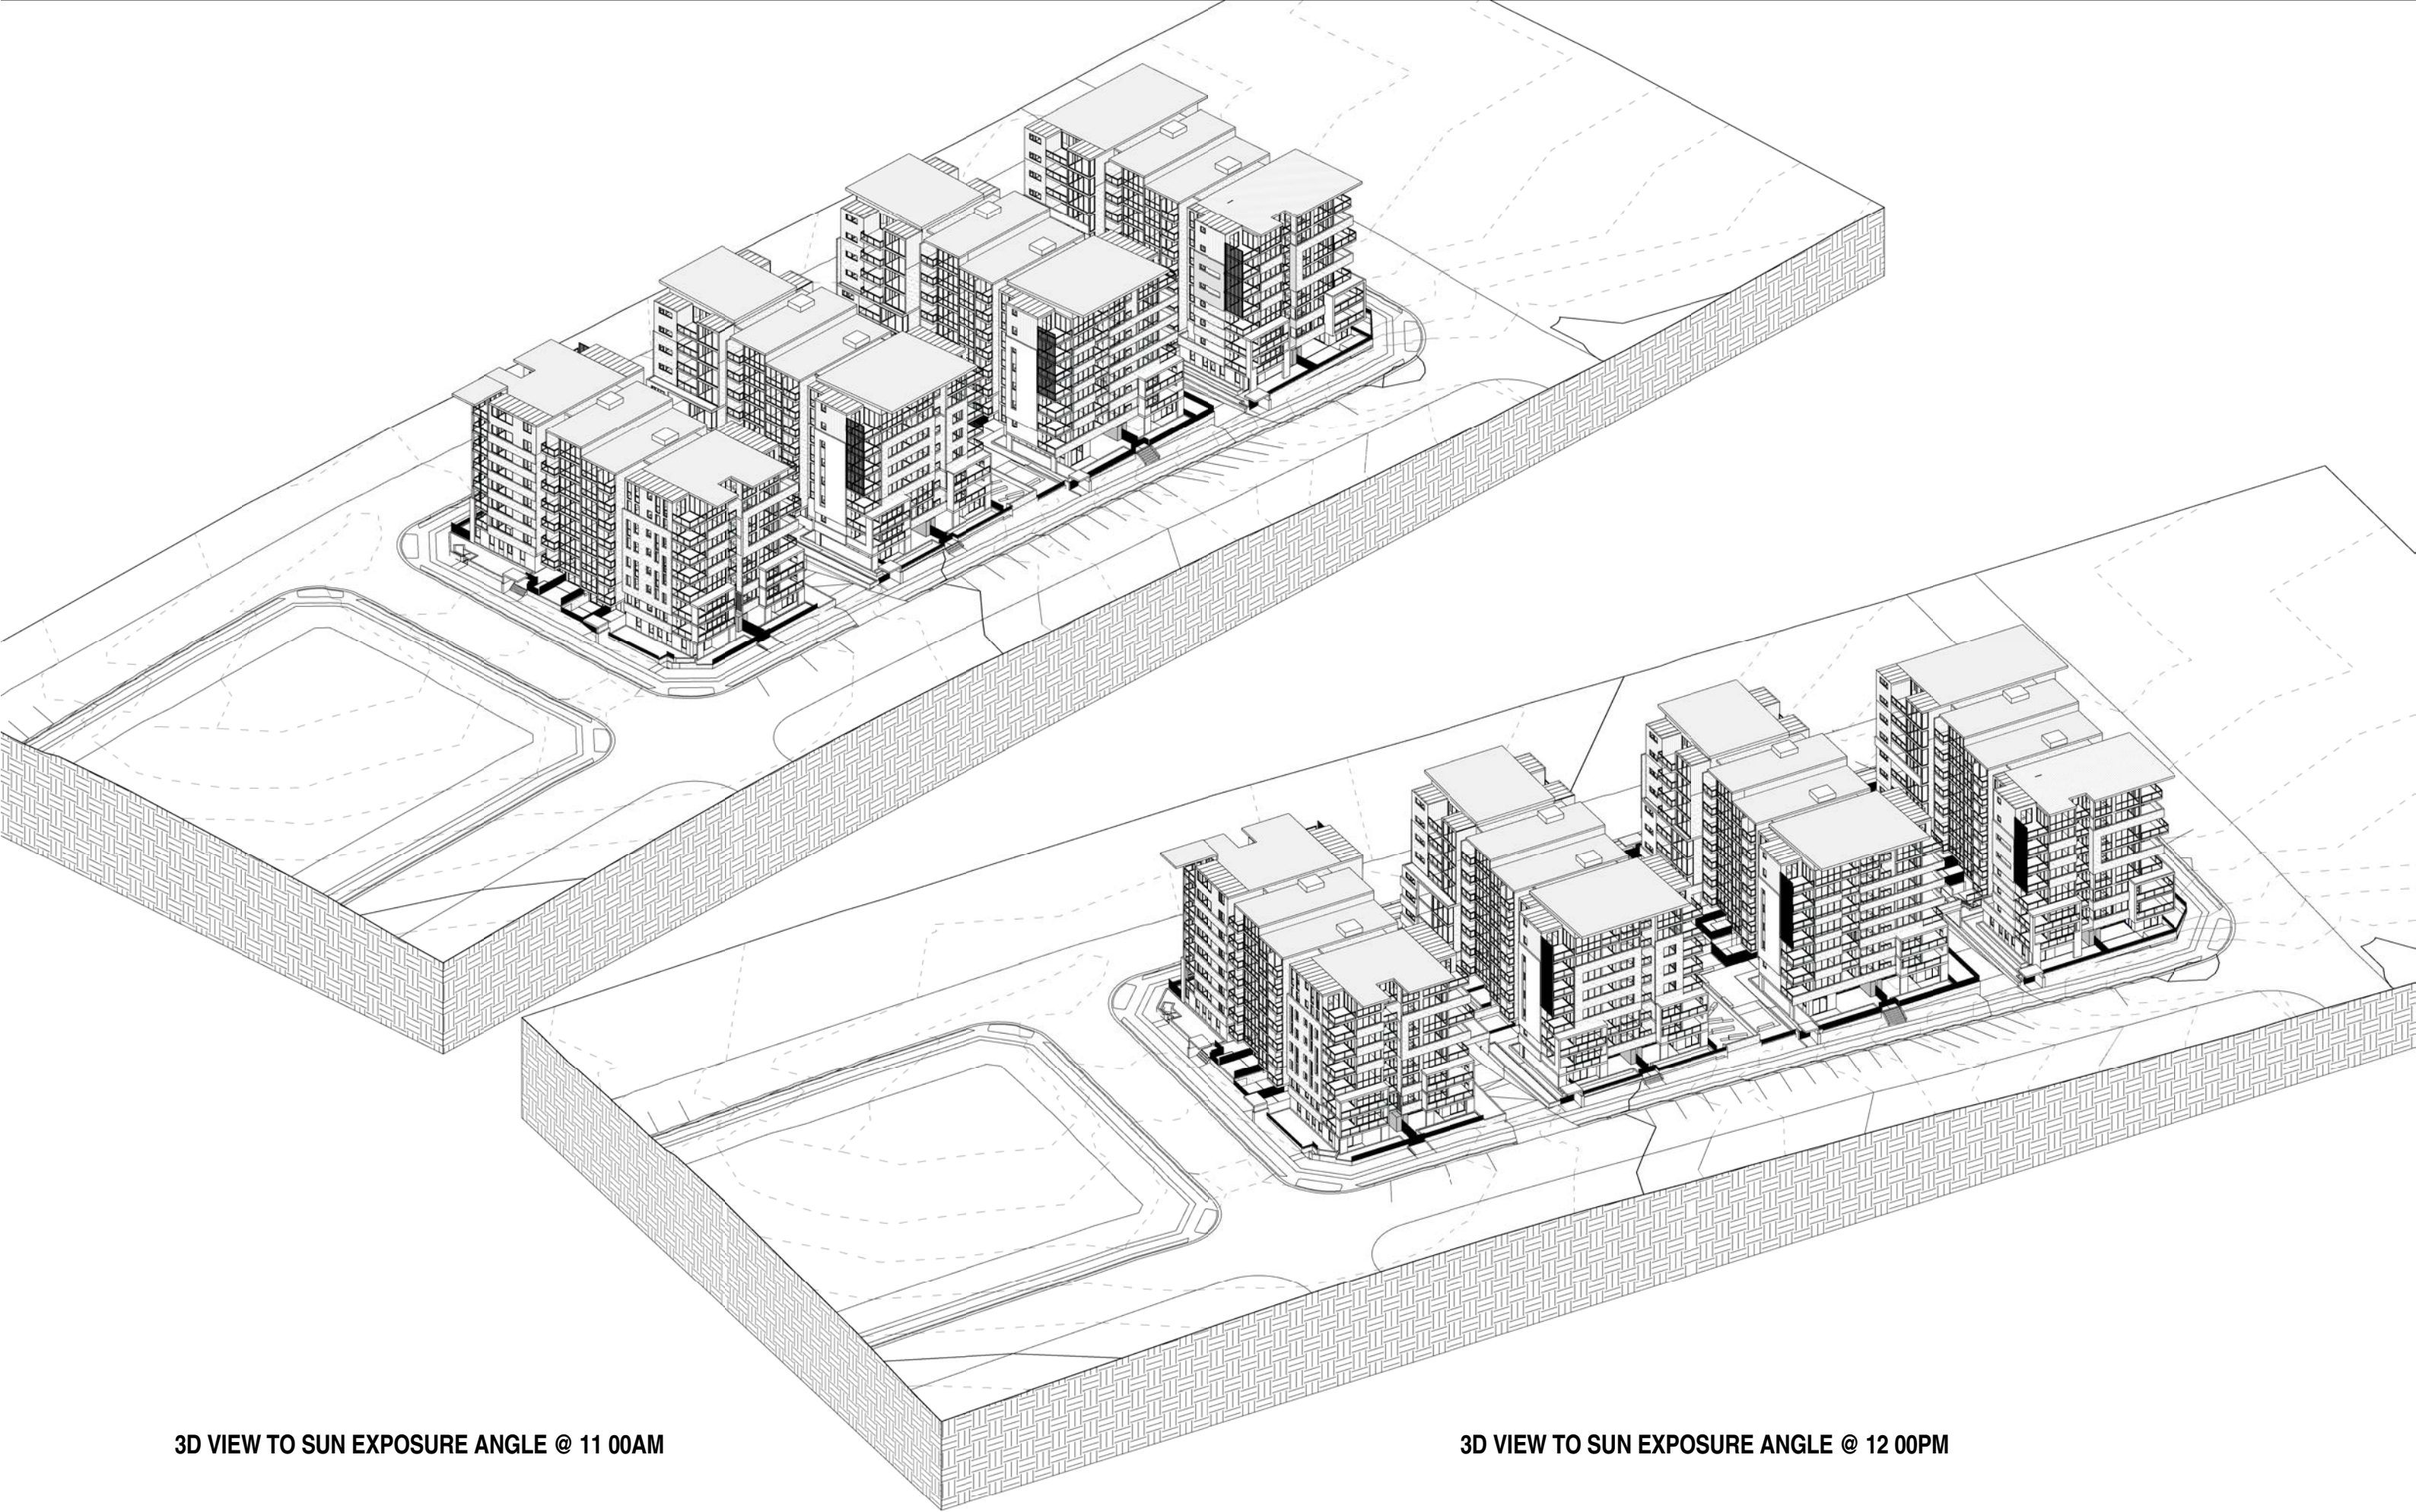 3D VIEW TO SUN EXPOSURE ANGLE @ 11 00AM
3D VIEW TO SUN EXPOSURE ANGLE @ 12 00PM